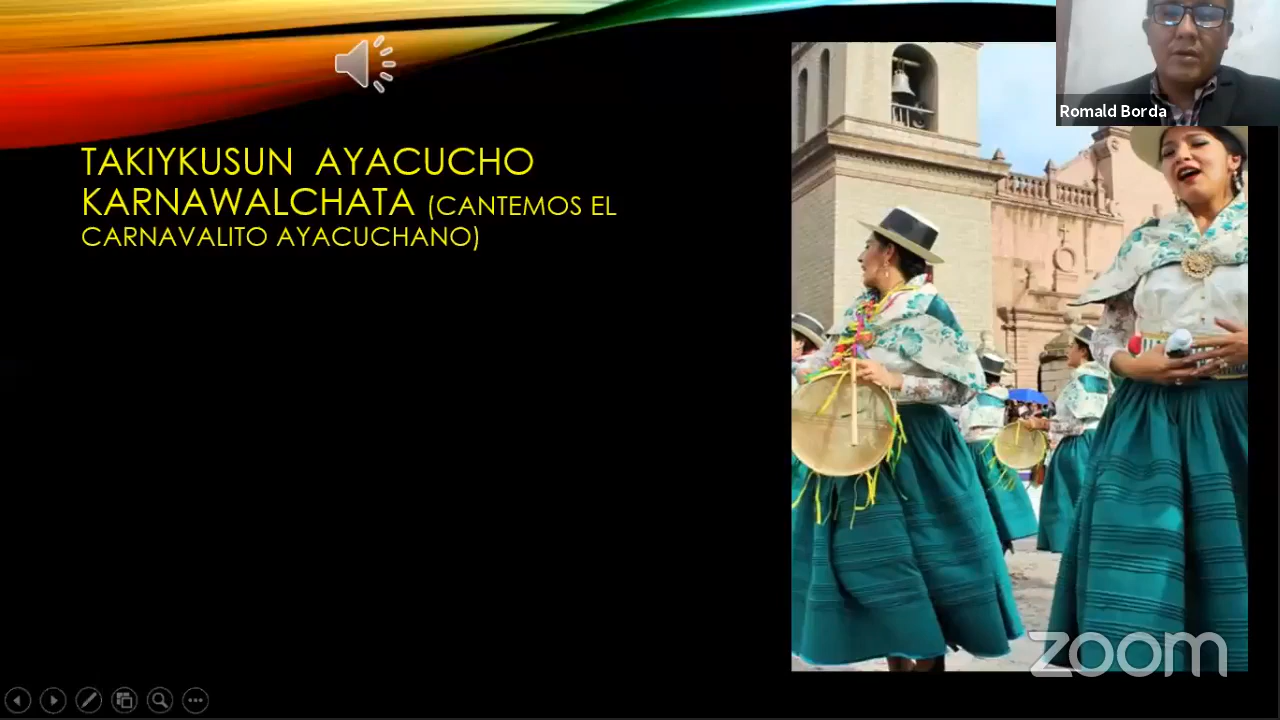 Romald Borda
TAKIYKUSUN AYACUCHO
KARNAWALCHATA (CANTEMOS EL
CARNAVALITO AYACUCHANO)
zoom